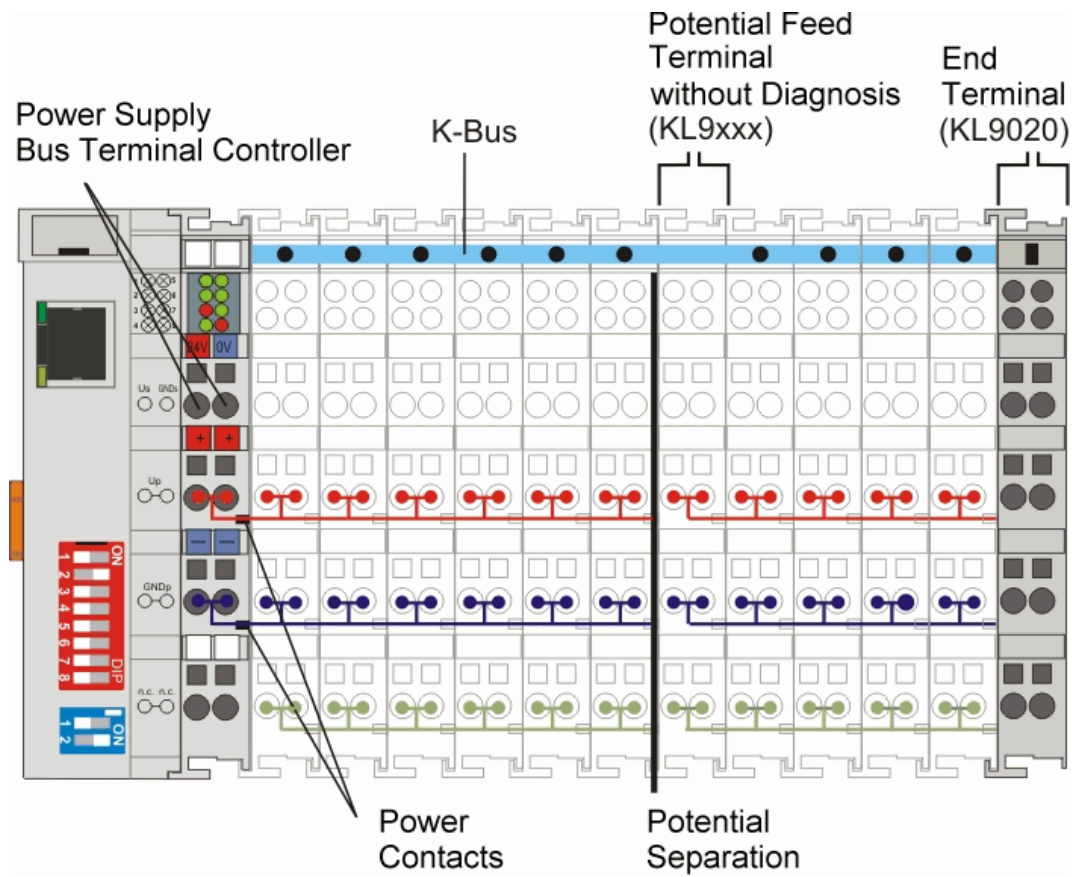 Potential Feed
Terminal
without Diagnosis
(KL9xxx)
End
Terminal
(KL9020)
Power Supply
Bus Terminal Controller
K-Bus
5
2 6
3 7
4
24V 0V
Us GNDs
+ +
Up
− −
GNDp
n.c. n.c.
ON
1
2
3
4
5
6
7
8
DIP
ON
1
2
Power
Contacts
Potential
Separation